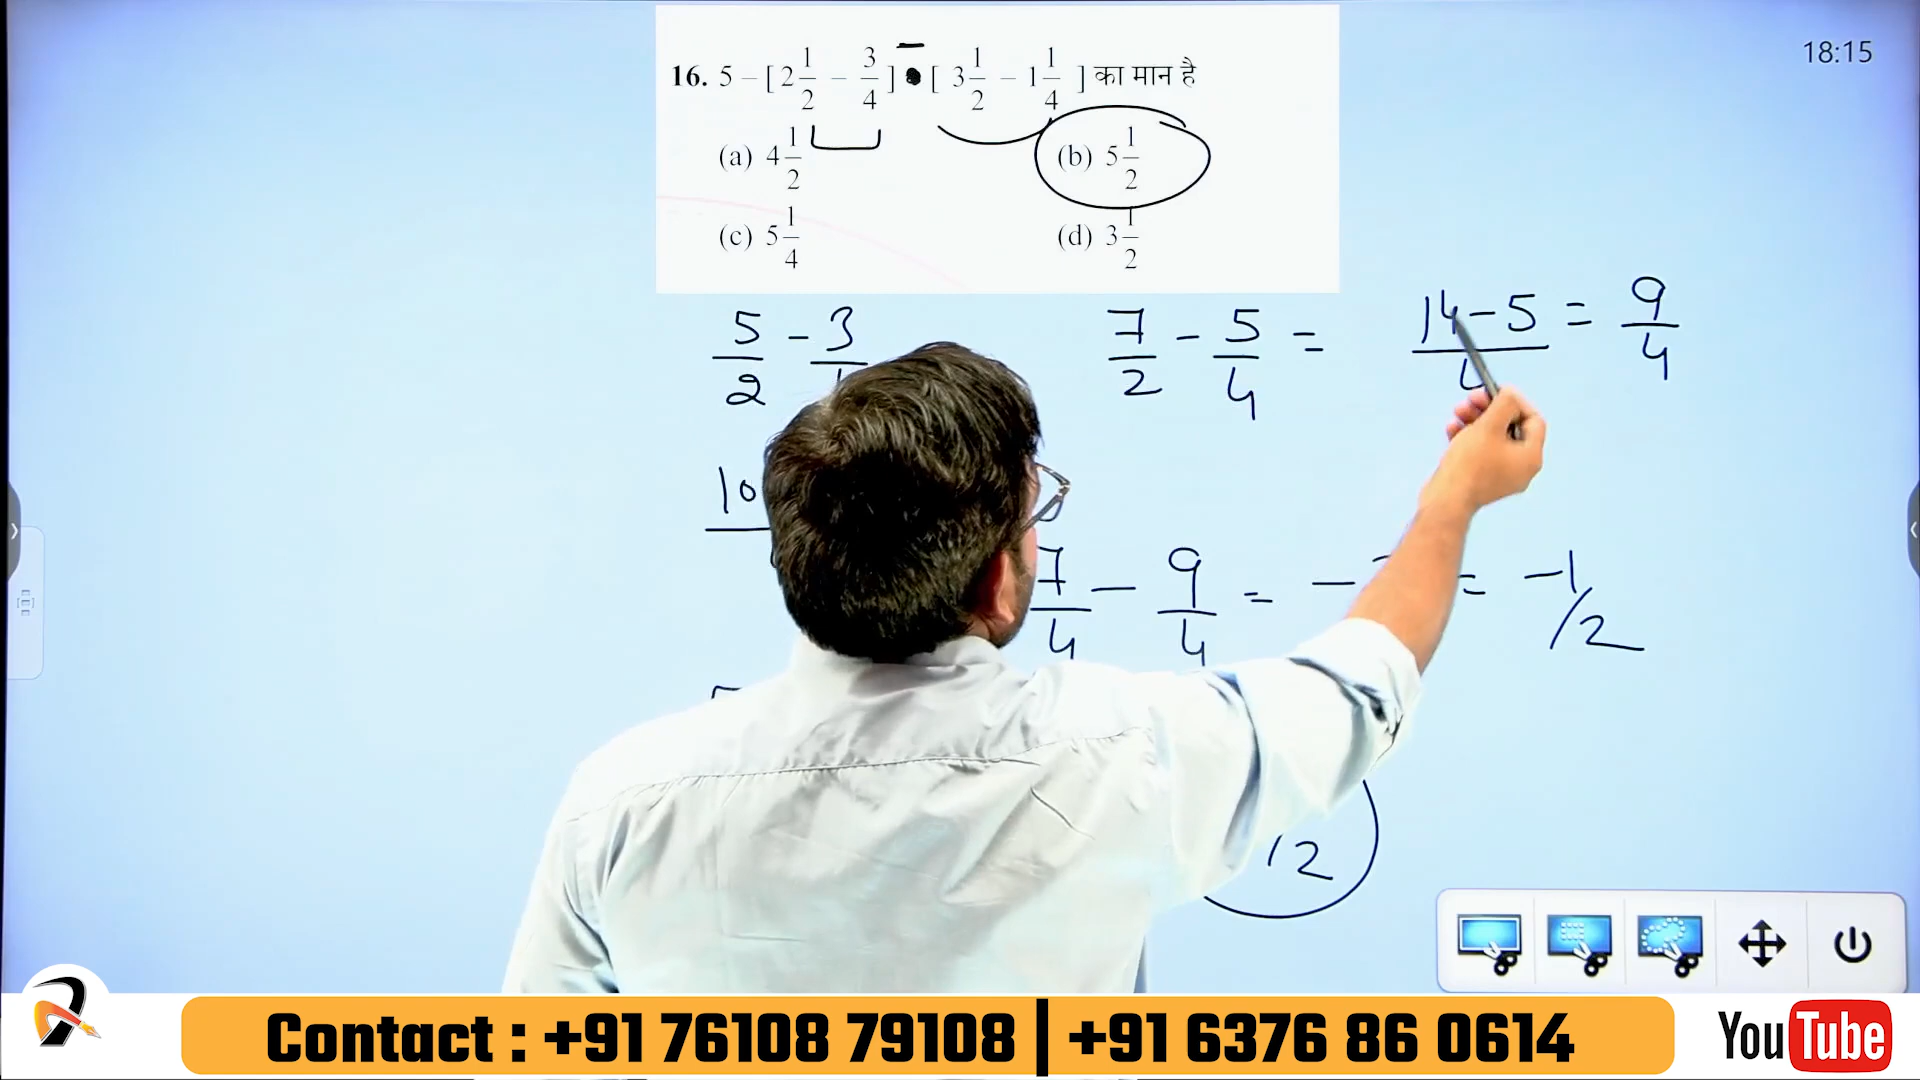 18:15
16. 5 – [ 2 1/2 – 3/4 ] – [ 3 1/2 – 1 1/4 ] का मान है
(a) 4 1/2 (b) 5 1/2
(c) 5 1/4 (d) 3 1/2
5/2 – 3/ 7/2 – 5/4 = 14–5/4 = 9/4
10
7/4 – 9/4 = – = –1/2
12
Contact : +91 76108 79108 | +91 6376 86 0614
YouTube